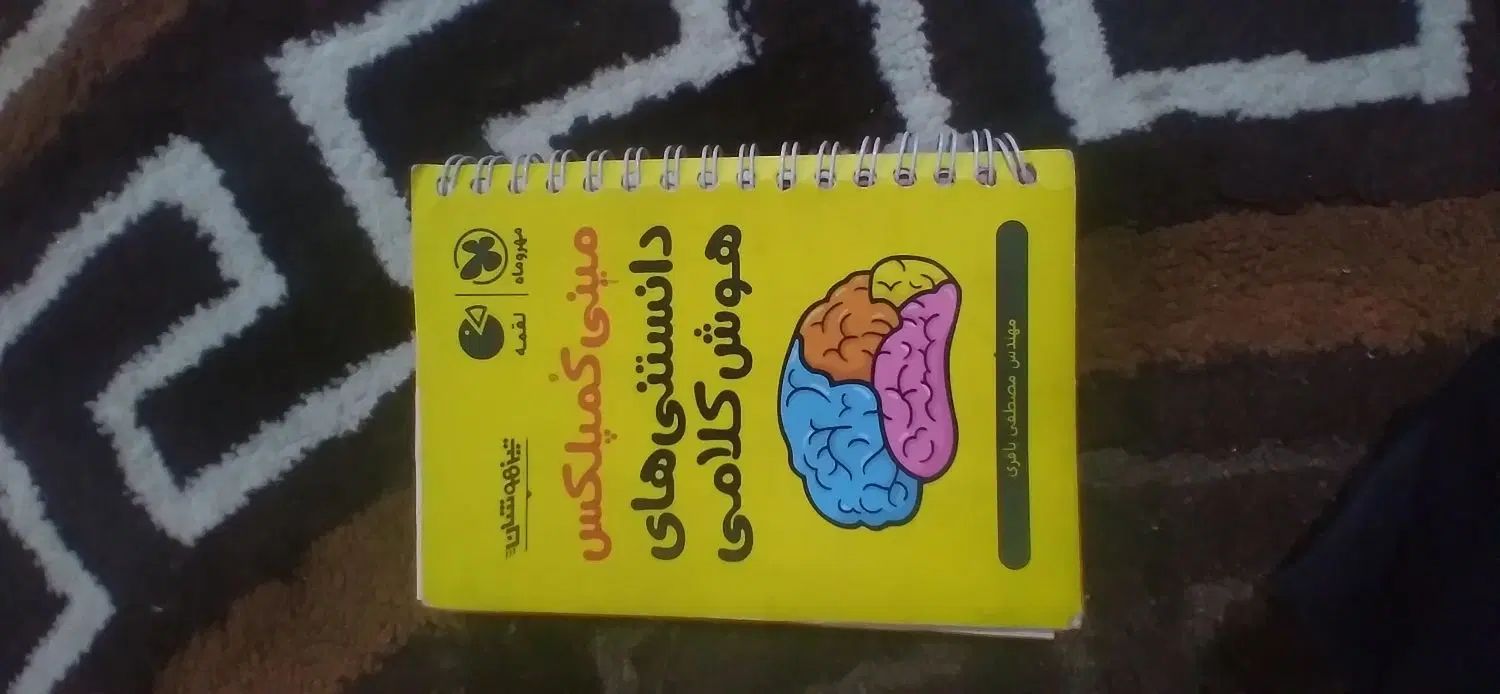 مهروماه
لقمه
تیزهوشان
مینی کمپلکس
دانستنی‌های
هوش کلامی
مهندس مصطفی باقری